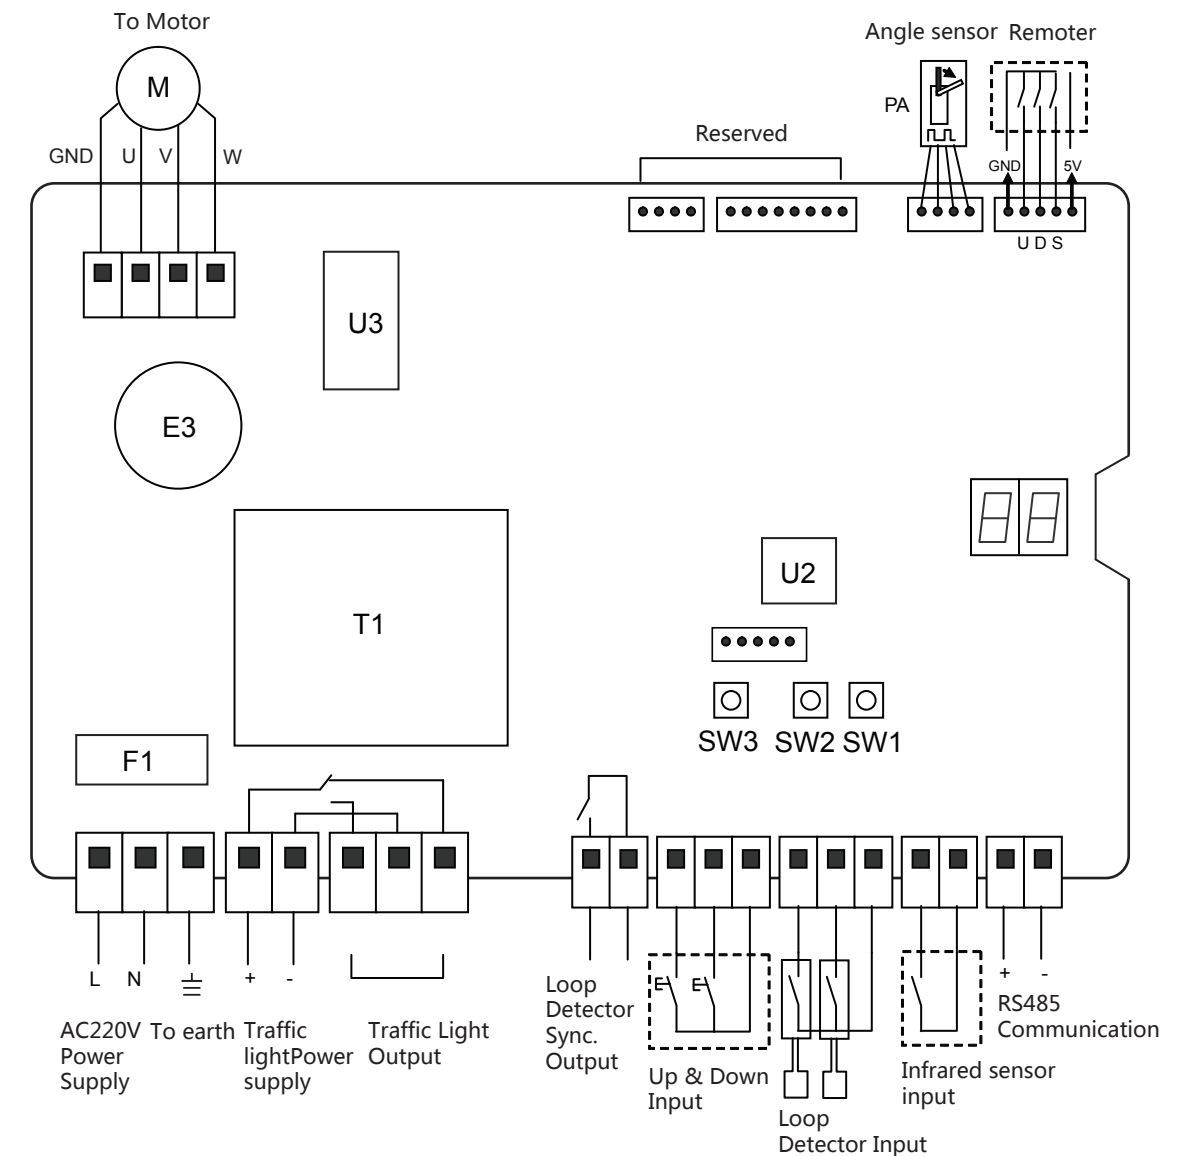 To Motor
Angle sensor
Remoter
M
PA
Reserved
GND
U
V
W
GND
5V
U D S
U3
E3
U2
T1
SW3
SW2
SW1
F1
L
N
+
-
+
-
AC220V
Power
Supply
To earth
Traffic
lightPower
supply
Traffic Light
Output
Loop
Detector
Sync.
Output
Up & Down
Input
Loop
Detector Input
Infrared sensor
input
RS485
Communication